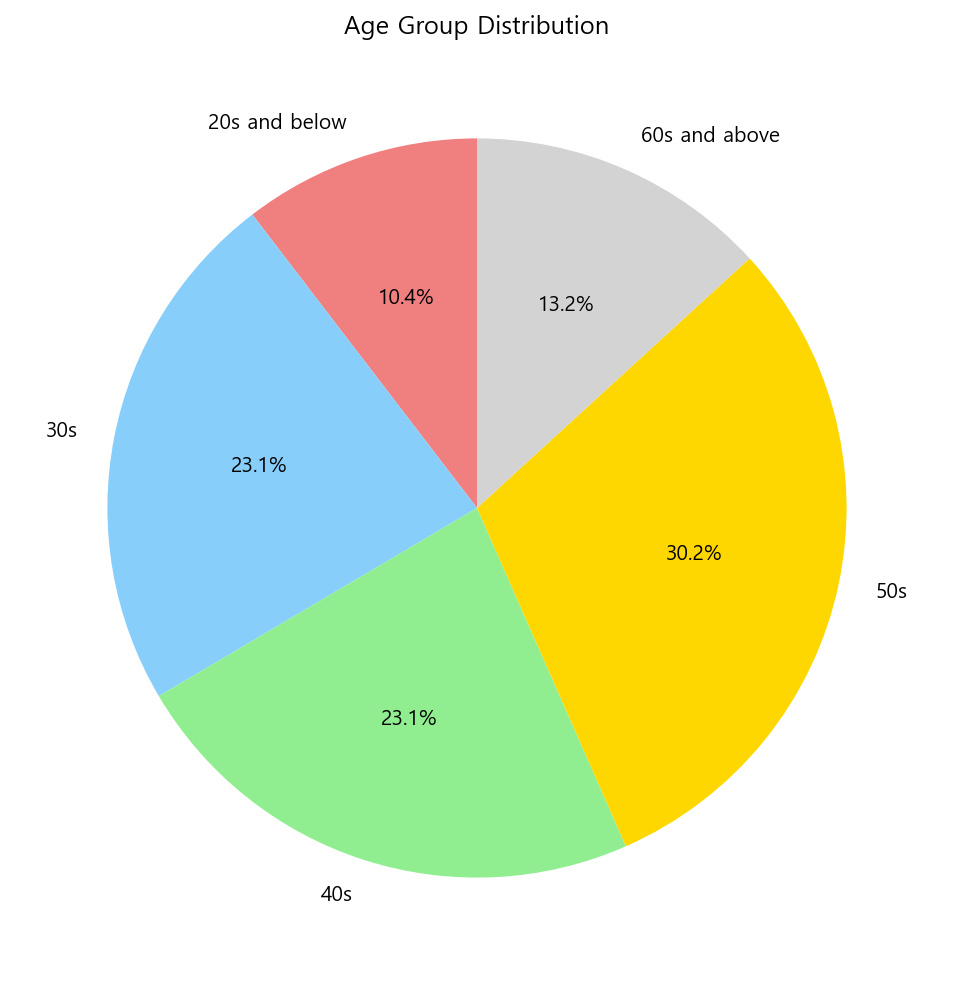 Age Group Distribution
20s and below
60s and above
10.4%
13.2%
30s
23.1%
30.2%
50s
23.1%
40s